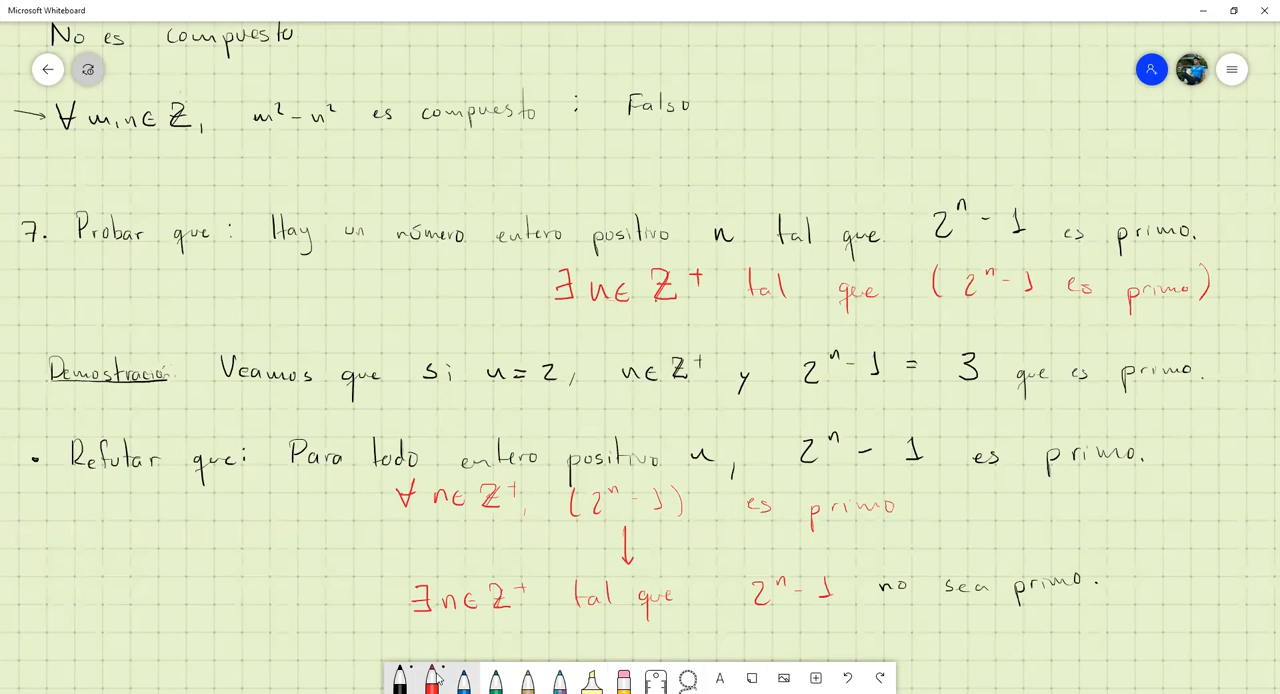 Microsoft Whiteboard
No es compuesto
→ ∀ m,n ∈ ℤ, m² - n² es compuesto : Falso
7. Probar que: Hay un número entero positivo n tal que 2ⁿ - 1 es primo.
∃ n ∈ ℤ⁺ tal que (2ⁿ - 1 es primo)
Demostración: Veamos que si n = 2, n ∈ ℤ⁺ y 2ⁿ - 1 = 3 que es primo.
• Refutar que: Para todo entero positivo n, 2ⁿ - 1 es primo.
∀ n ∈ ℤ⁺, (2ⁿ - 1) es primo
↓
∃ n ∈ ℤ⁺ tal que 2ⁿ - 1 no sea primo.
A